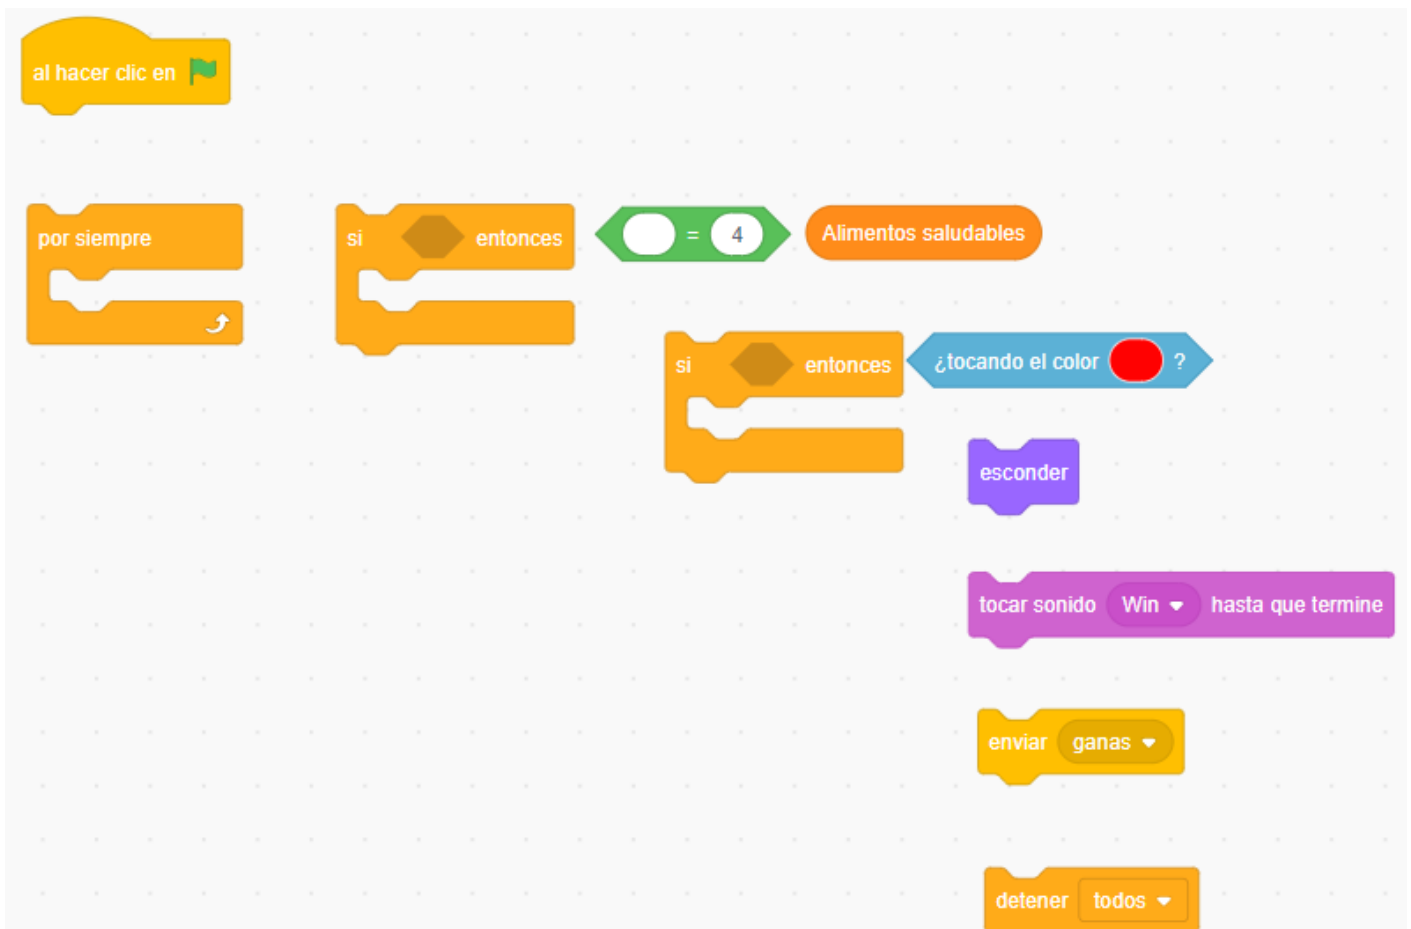 al hacer clic en
por siempre
si entonces
= 4
Alimentos saludables
si entonces
¿tocando el color ?
esconder
tocar sonido Win hasta que termine
enviar ganas
detener todos